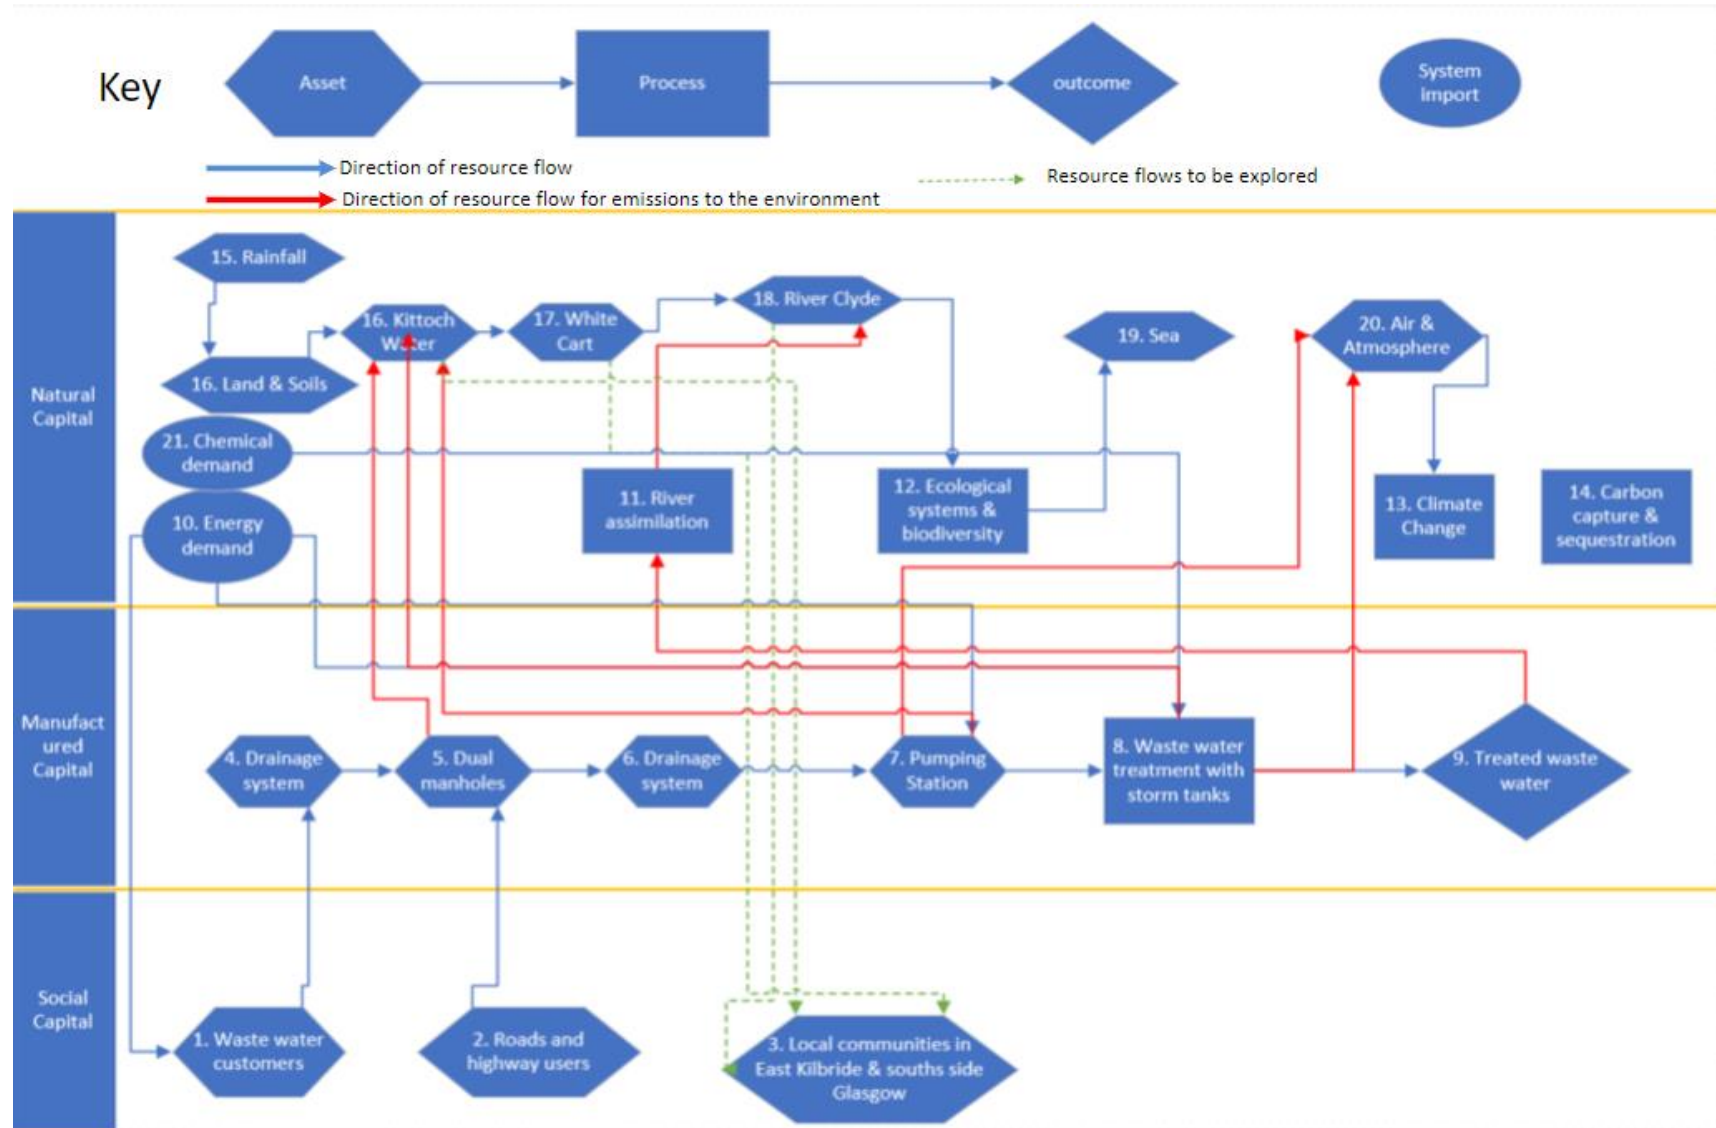 Key
Asset
Process
outcome
System
import
Direction of resource flow
Resource flows to be explored
Direction of resource flow for emissions to the environment
Natural
Capital
15. Rainfall
16. Land & Soils
16. Kittoch
Water
17. White
Cart
18. River Clyde
19. Sea
20. Air &
Atmosphere
21. Chemical
demand
10. Energy
demand
11. River
assimilation
12. Ecological
systems &
biodiversity
13. Climate
Change
14. Carbon
capture &
sequestration
Manufact
ured
Capital
4. Drainage
system
5. Dual
manholes
6. Drainage
system
7. Pumping
Station
8. Waste water
treatment with
storm tanks
9. Treated waste
water
Social
Capital
1. Waste water
customers
2. Roads and
highway users
3. Local communities in
East Kilbride & souths side
Glasgow